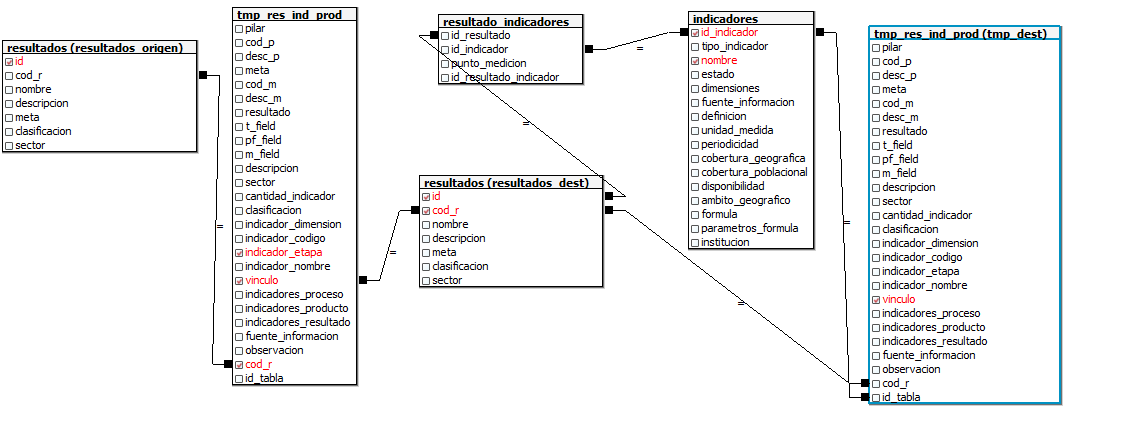 resultados (resultados_origen)
id
cod_r
nombre
descripcion
meta
clasificacion
sector
tmp_res_ind_prod
pilar
cod_p
desc_p
meta
cod_m
desc_m
resultado
t_field
pf_field
m_field
descripcion
sector
cantidad_indicador
clasificacion
indicador_dimension
indicador_codigo
indicador_etapa
indicador_nombre
vinculo
indicadores_proceso
indicadores_producto
indicadores_resultado
fuente_informacion
observacion
cod_r
id_tabla
resultado_indicadores
id_resultado
id_indicador
punto_medicion
id_resultado_indicador
resultados (resultados_dest)
id
cod_r
nombre
descripcion
meta
clasificacion
sector
indicadores
id_indicador
tipo_indicador
nombre
estado
dimensiones
fuente_informacion
definicion
unidad_medida
periodicidad
cobertura_geografica
cobertura_poblacional
disponibilidad
ambito_geografico
formula
parametros_formula
institucion
tmp_res_ind_prod (tmp_dest)
pilar
cod_p
desc_p
meta
cod_m
desc_m
resultado
t_field
pf_field
m_field
descripcion
sector
cantidad_indicador
clasificacion
indicador_dimension
indicador_codigo
indicador_etapa
indicador_nombre
vinculo
indicadores_proceso
indicadores_producto
indicadores_resultado
fuente_informacion
observacion
cod_r
id_tabla
=
=
=
=
=
=